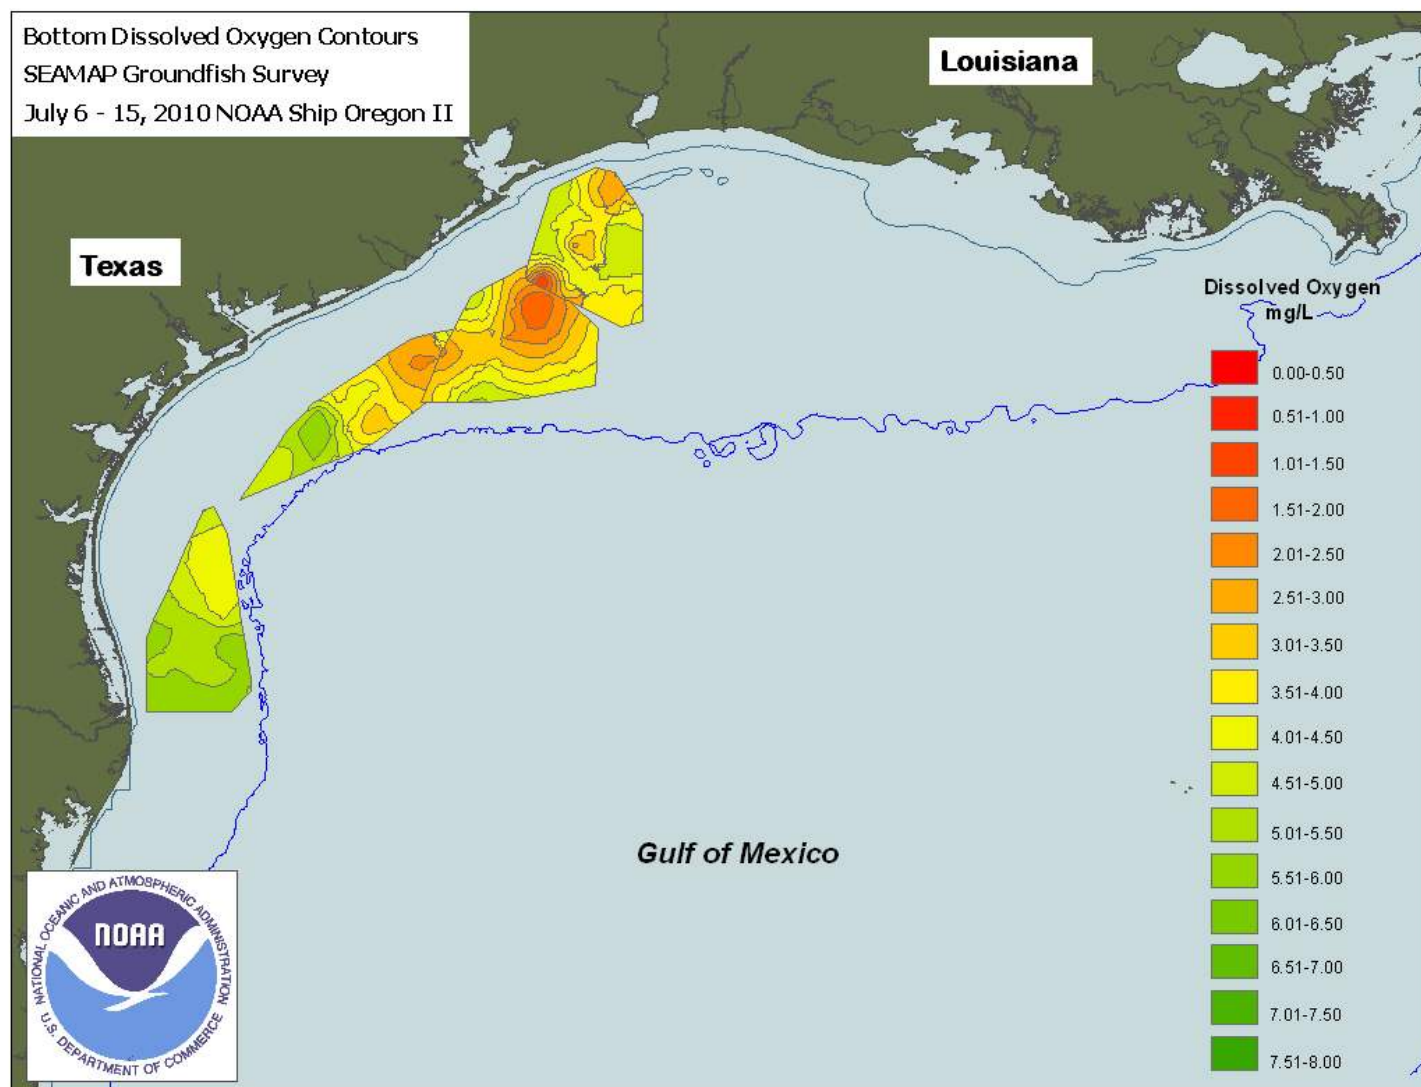 Bottom Dissolved Oxygen Contours
SEAMAP Groundfish Survey
July 6 - 15, 2010 NOAA Ship Oregon II
Louisiana
Texas
Dissolved Oxygen
mg/L
0.00-0.50
0.51-1.00
1.01-1.50
1.51-2.00
2.01-2.50
2.51-3.00
3.01-3.50
3.51-4.00
4.01-4.50
4.51-5.00
5.01-5.50
5.51-6.00
6.01-6.50
6.51-7.00
7.01-7.50
7.51-8.00
Gulf of Mexico
NATIONAL OCEANIC AND ATMOSPHERIC ADMINISTRATION
NOAA
U.S. DEPARTMENT OF COMMERCE